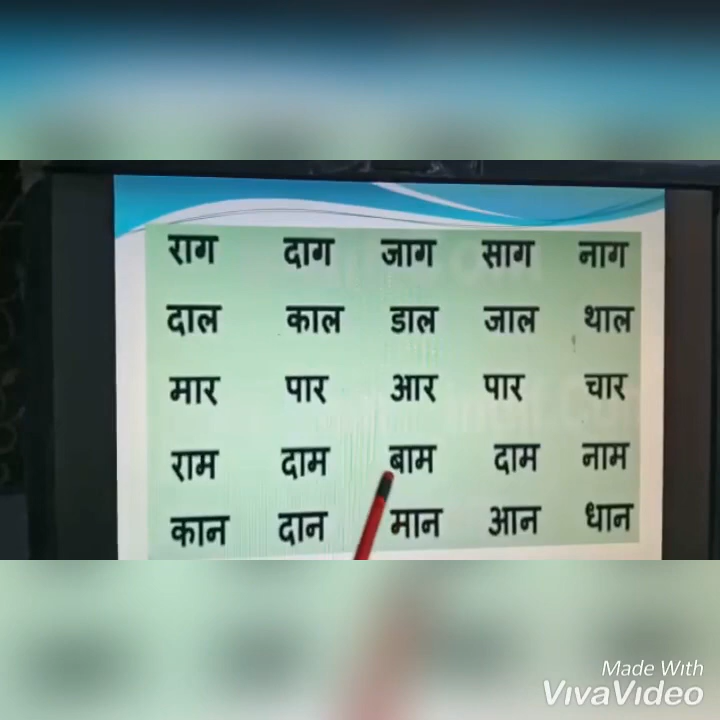 राग दाग जाग साग नाग
दाल काल डाल जाल थाल
मार पार आर पार चार
राम दाम बाम दाम नाम
कान दान मान आन धान
Made With
VivaVideo